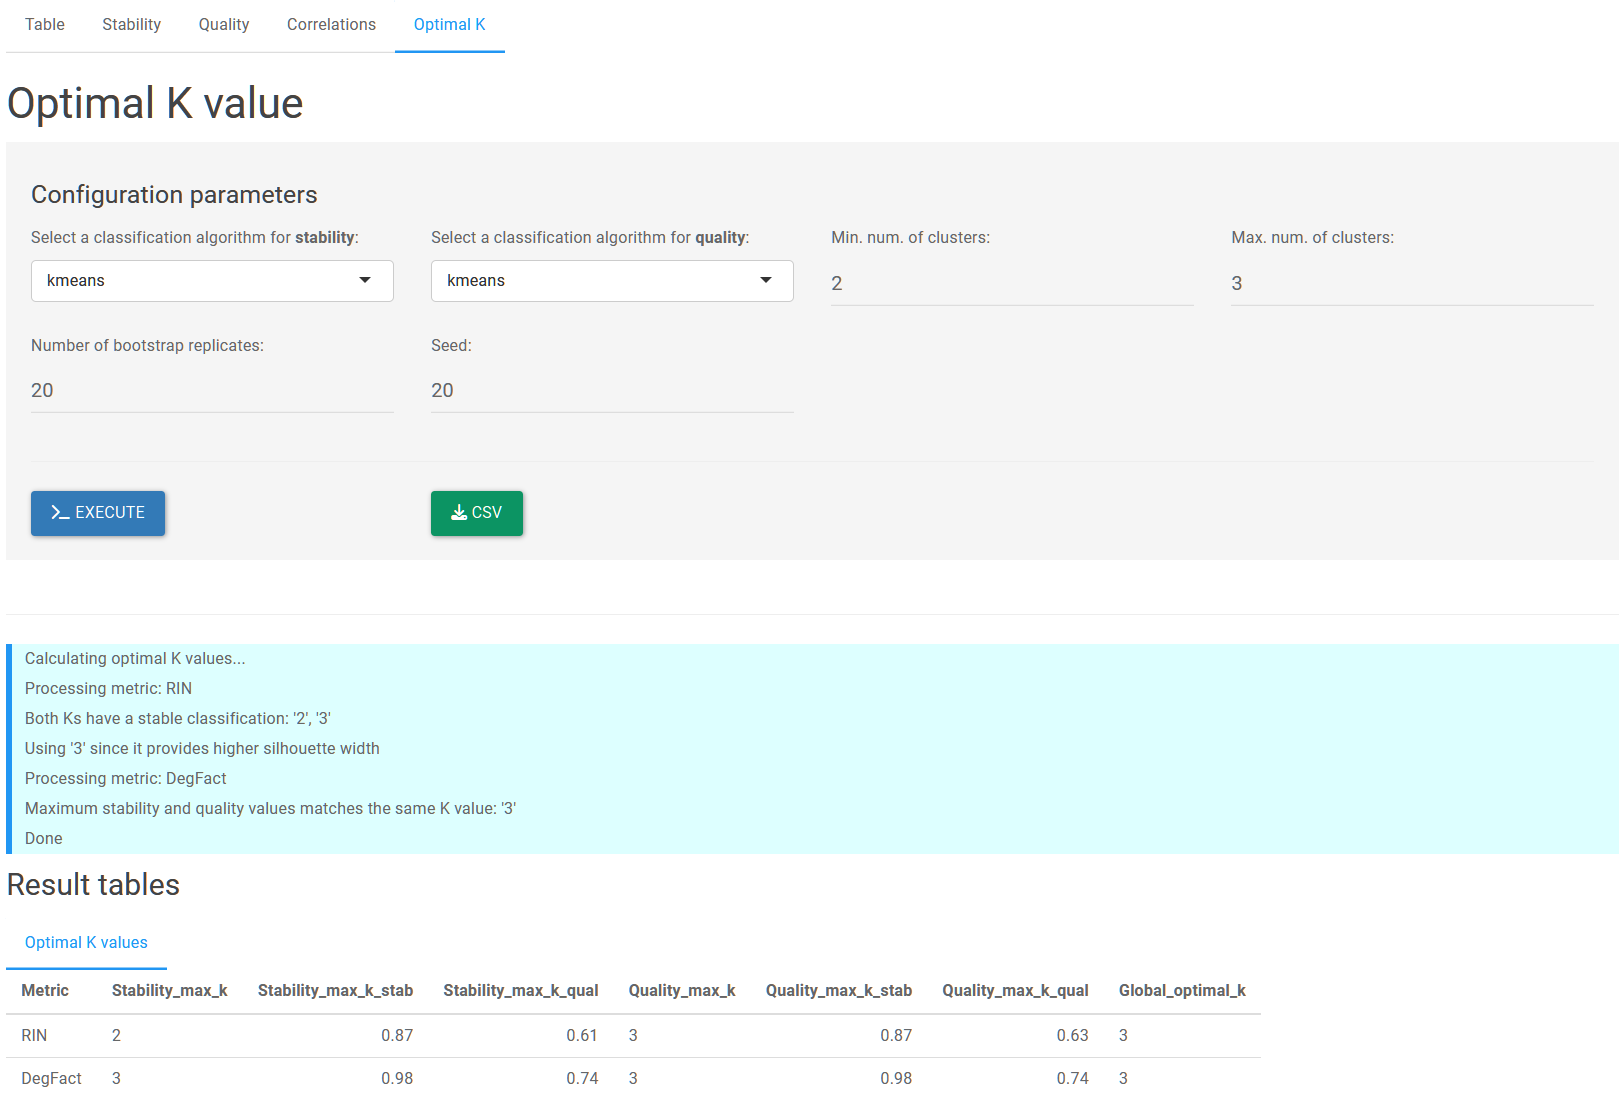 Table Stability Quality Correlations Optimal K
Optimal K value
Configuration parameters
Select a classification algorithm for stability: Select a classification algorithm for quality: Min. num. of clusters: Max. num. of clusters:
kmeans kmeans 2 3
Number of bootstrap replicates: Seed:
20 20
EXECUTE CSV
Calculating optimal K values...
Processing metric: RIN
Both Ks have a stable classification: '2', '3'
Using '3' since it provides higher silhouette width
Processing metric: DegFact
Maximum stability and quality values matches the same K value: '3'
Done
Result tables
Optimal K values
Metric Stability_max_k Stability_max_k_stab Stability_max_k_qual Quality_max_k Quality_max_k_stab Quality_max_k_qual Global_optimal_k
RIN 2 0.87 0.61 3 0.87 0.63 3
DegFact 3 0.98 0.74 3 0.98 0.74 3